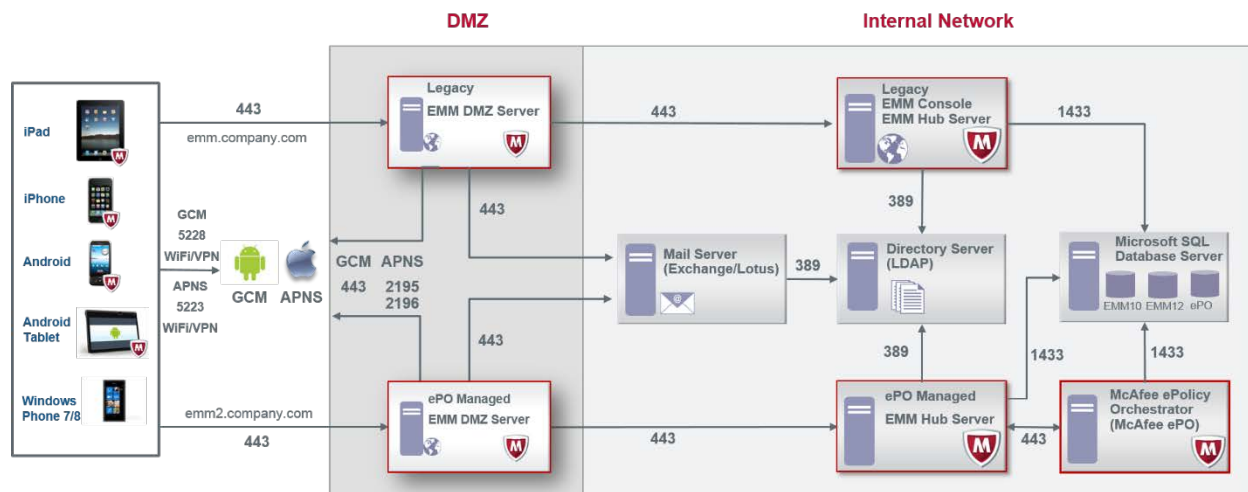 DMZ
Internal Network
iPad
iPhone
Android
Android
Tablet
Windows
Phone 7/8
443
emm.company.com
GCM
5228
WiFi/VPN
APNS
5223
WiFi/VPN
emm2.company.com
443
GCM
APNS
Legacy
EMM DMZ Server
M
GCM APNS
443 2195
2196
443
443
ePO Managed
EMM DMZ Server
M
443
443
Mail Server
(Exchange/Lotus)
@
389
Legacy
EMM Console
EMM Hub Server
M
1433
389
Directory Server
(LDAP)
Microsoft SQL
Database Server
EMM10 EMM12 ePO
389
1433
1433
ePO Managed
EMM Hub Server
M
443
McAfee ePolicy
Orchestrator
(McAfee ePO)
M